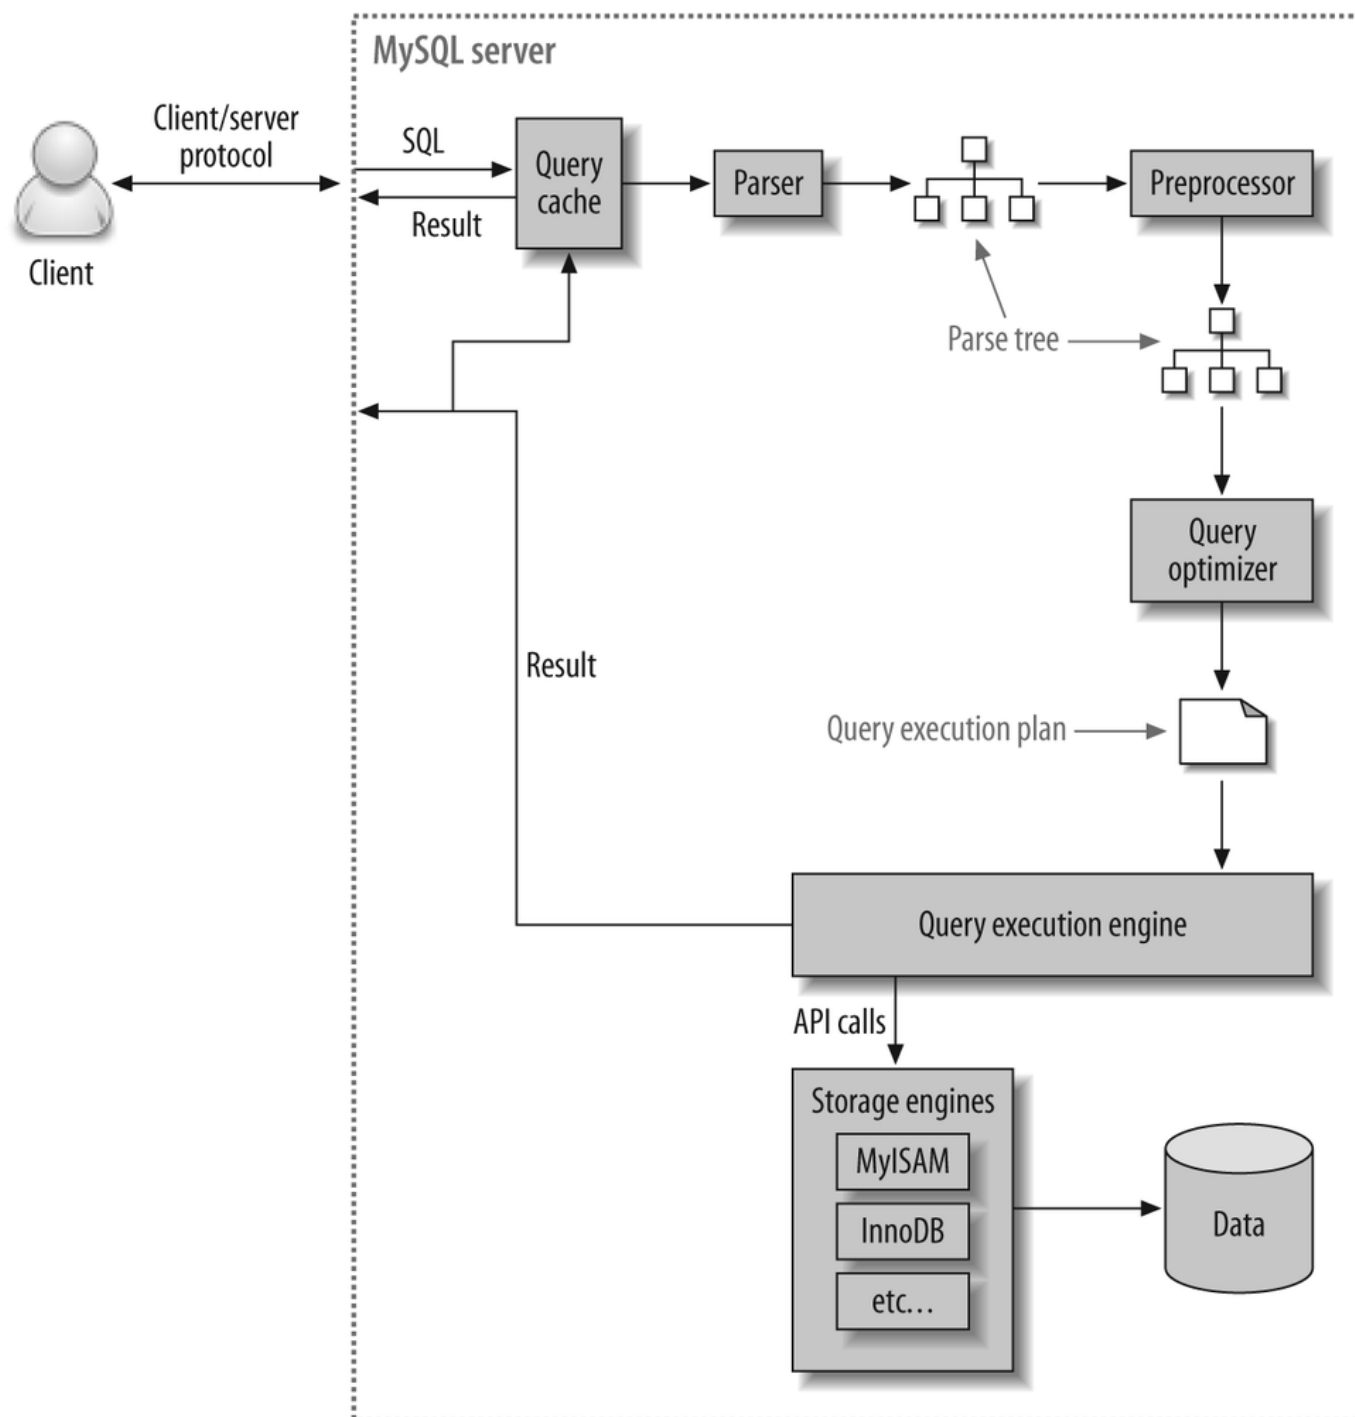 MySQL server
Client/server
protocol
Client
SQL
Result
Query
cache
Parser
Preprocessor
Parse tree
Query
optimizer
Result
Query execution plan
Query execution engine
API calls
Storage engines
MyISAM
InnoDB
etc...
Data